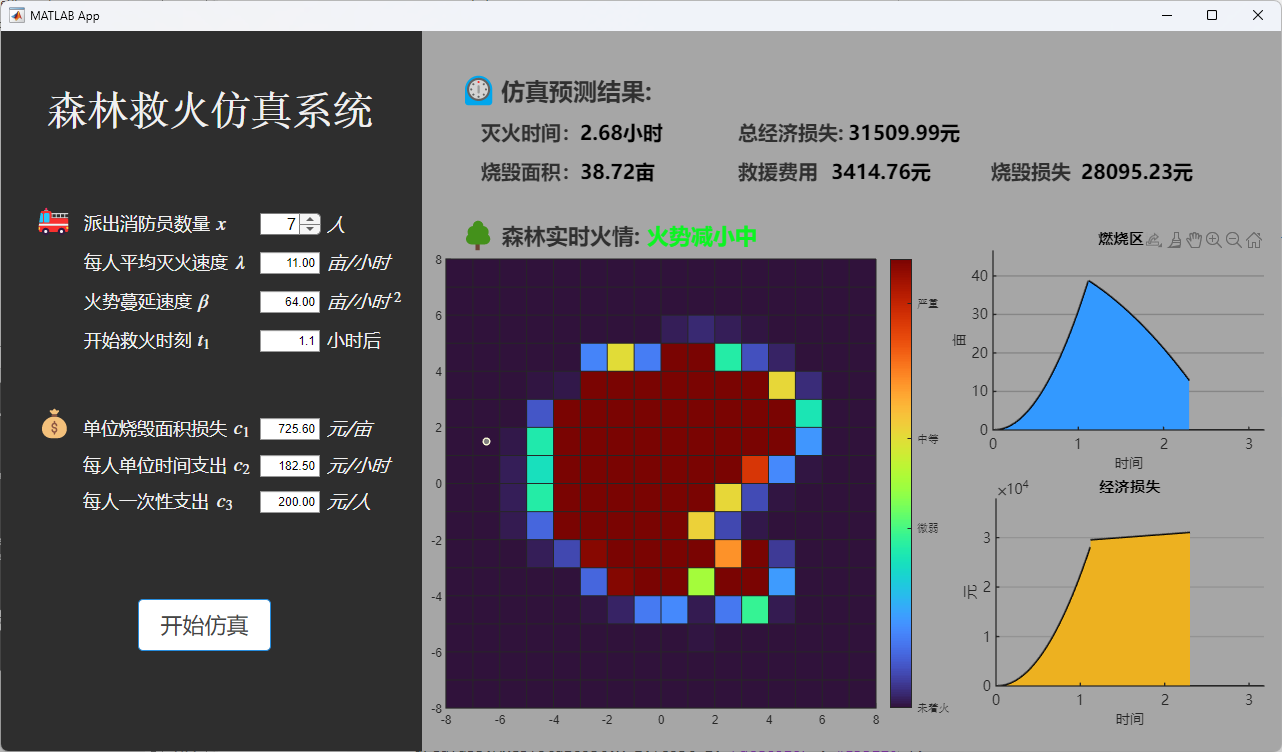 MATLAB App
森林救火仿真系统
派出消防员数量 x 7 人
每人平均灭火速度 λ 11.00 亩/小时
火势蔓延速度 β 64.00 亩/小时²
开始救火时刻 t₁ 1.1 小时后
单位烧毁面积损失 c₁ 725.60 元/亩
每人单位时间支出 c₂ 182.50 元/小时
每人一次性支出 c₃ 200.00 元/人
开始仿真
仿真预测结果:
灭火时间: 2.68小时 总经济损失: 31509.99元
烧毁面积: 38.72亩 救援费用 3414.76元 烧毁损失 28095.23元
森林实时火情: 火势减小中
8
6
4
2
0
-2
-4
-6
-8
-8 -6 -4 -2 0 2 4 6 8
严重
中等
微弱
未着火
燃烧区
40
30
20
10
0
亩
0 1 2 3
时间
经济损失
×10⁴
3
2
1
0
元
0 1 2 3
时间